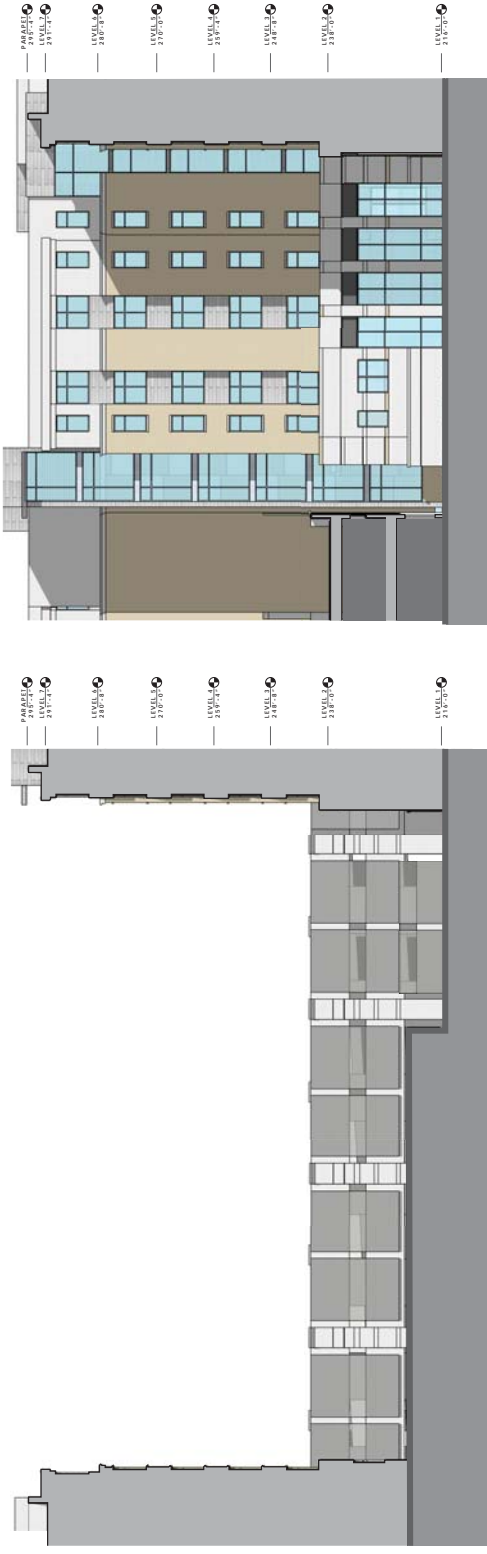 PARAPET
295'-4"
LEVEL 7
291'-4"
LEVEL 6
280'-8"
LEVEL 5
270'-0"
LEVEL 4
259'-4"
LEVEL 3
248'-8"
LEVEL 2
238'-0"
LEVEL 1
216'-0"
PARAPET
295'-4"
LEVEL 7
291'-4"
LEVEL 6
280'-8"
LEVEL 5
270'-0"
LEVEL 4
259'-4"
LEVEL 3
248'-8"
LEVEL 2
238'-0"
LEVEL 1
216'-0"